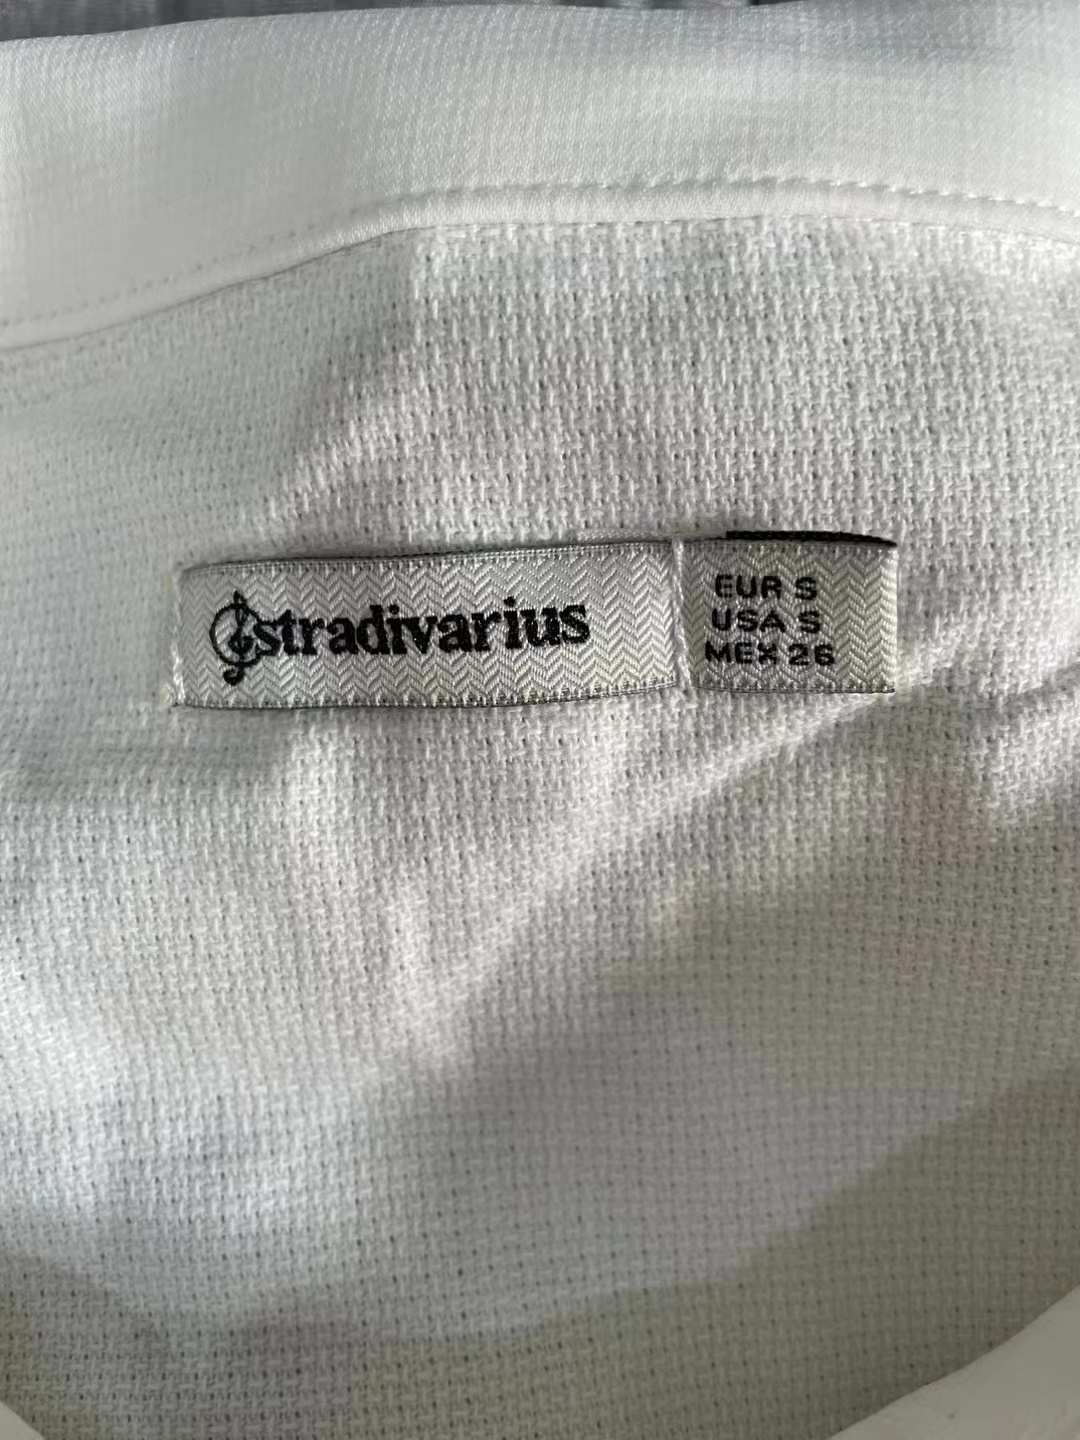 stradivarius
EUR S
USA S
MEX 26